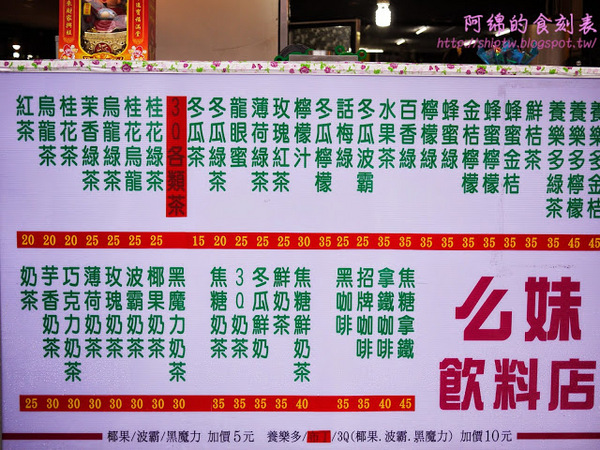 阿綿的食刻表
http://shiptw.blogspot.tw/
紅茶
烏龍茶
桂花茶
茉香綠茶
烏龍綠茶
桂花烏龍
桂花綠茶
3Q各類茶
冬瓜茶
冬瓜綠茶
龍眼蜜
薄荷綠茶
玫瑰紅茶
檸檬汁
冬瓜檸檬
話梅綠
冬瓜波霸
水果茶
百香綠
檸檬綠
蜂蜜綠
金桔檸檬
蜂蜜檸檬
蜂蜜金桔
鮮桔茶
養樂多綠茶
養樂多檸檬
養樂多金桔
20 20 20 25 25 25 25 15 20 25 25 25 30 25 25 25 35 35 35 35 35 35 35 35 35 45 45
奶茶
芋香奶茶
巧克力奶茶
薄荷奶茶
玫瑰奶茶
波霸奶茶
椰果奶茶
黑魔力奶茶
焦糖奶茶
3Q奶茶
冬瓜鮮奶
鮮奶茶
焦糖鮮奶茶
黑咖啡
招牌咖啡
拿鐵咖啡
焦糖拿鐵
25 30 30 30 30 30 30 30 35 35 35 35 40 35 35 40 45
么妹
飲料店
椰果/波霸/黑魔力 加價5元 養樂多/ /3Q(椰果.波霸.黑魔力) 加價10元